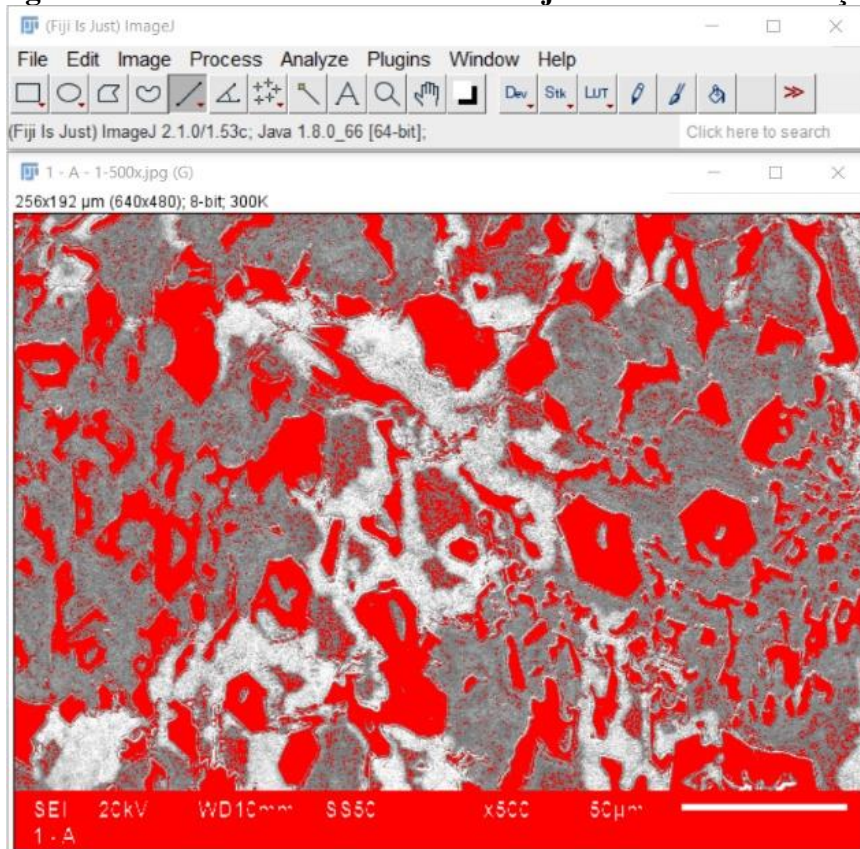 (Fiji Is Just) ImageJ
File Edit Image Process Analyze Plugins Window Help
Dev Stk LUT
(Fiji Is Just) ImageJ 2.1.0/1.53c; Java 1.8.0_66 [64-bit]; Click here to search
1 - A - 1-500x.jpg (G)
256x192 µm (640x480); 8-bit; 300K
SEI 20kV WD10mm SS50 x500 50µm
1 - A